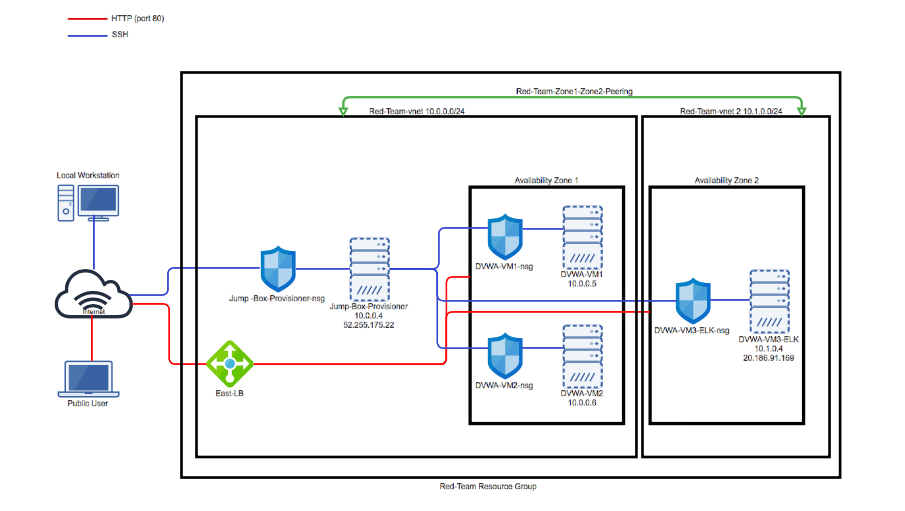 HTTP (port 80)
SSH
Red-Team-Zone1-Zone2-Peering
Red-Team-vnet 10.0.0.0/24
Red-Team-vnet 2.10.1.0.0/24
Local Workstation
Availability Zone 1
Availability Zone 2
DVWA-VM1-nsg
DVWA-VM1
10.0.0.5
Jump -Box-Provisioner-nsg
Jump-Box-Provisioner
10.0.0.4
52.255.175.22
Internet
DVWA-VM3-ELK-nsg
DVWA-VM3-ELK
10.1.0.4
20.186.91.169
DVWA-VM2-nsg
DVWA-VM2
10.0.0.6
East-LB
Public User
Red-Team Resource Group